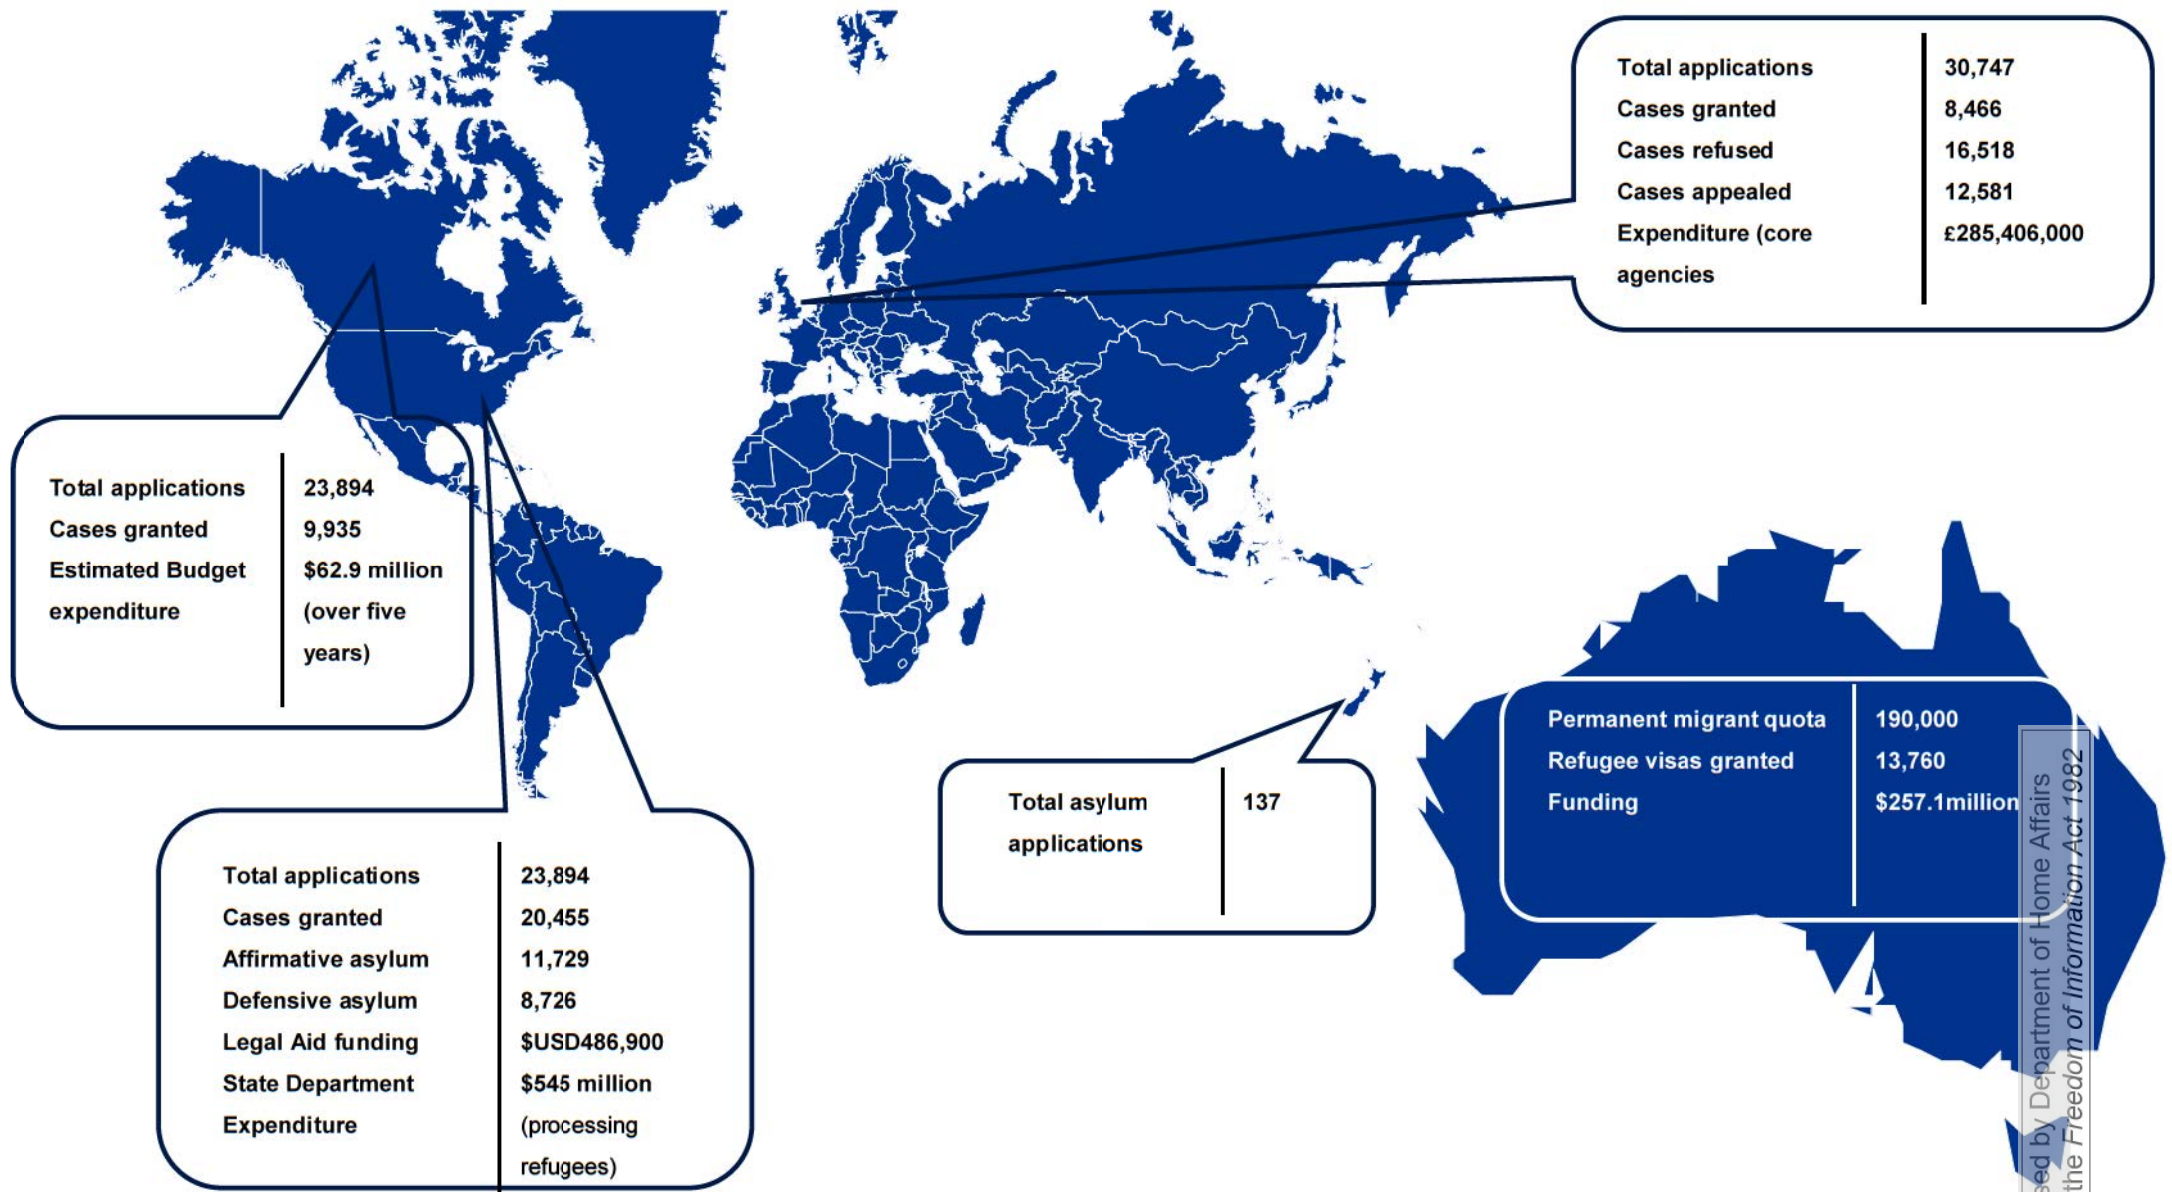 Total applications 30,747
Cases granted 8,466
Cases refused 16,518
Cases appealed 12,581
Expenditure (core £285,406,000
agencies
Total applications 23,894
Cases granted 9,935
Estimated Budget $62.9 million
expenditure (over five
years)
Total applications 23,894
Cases granted 20,455
Affirmative asylum 11,729
Defensive asylum 8,726
Legal Aid funding $USD486,900
State Department $545 million
Expenditure (processing
refugees)
Total asylum 137
applications
Permanent migrant quota 190,000
Refugee visas granted 13,760
Funding $257.1million
by Department of Home Affairs
the Freedom of Information Act 1982